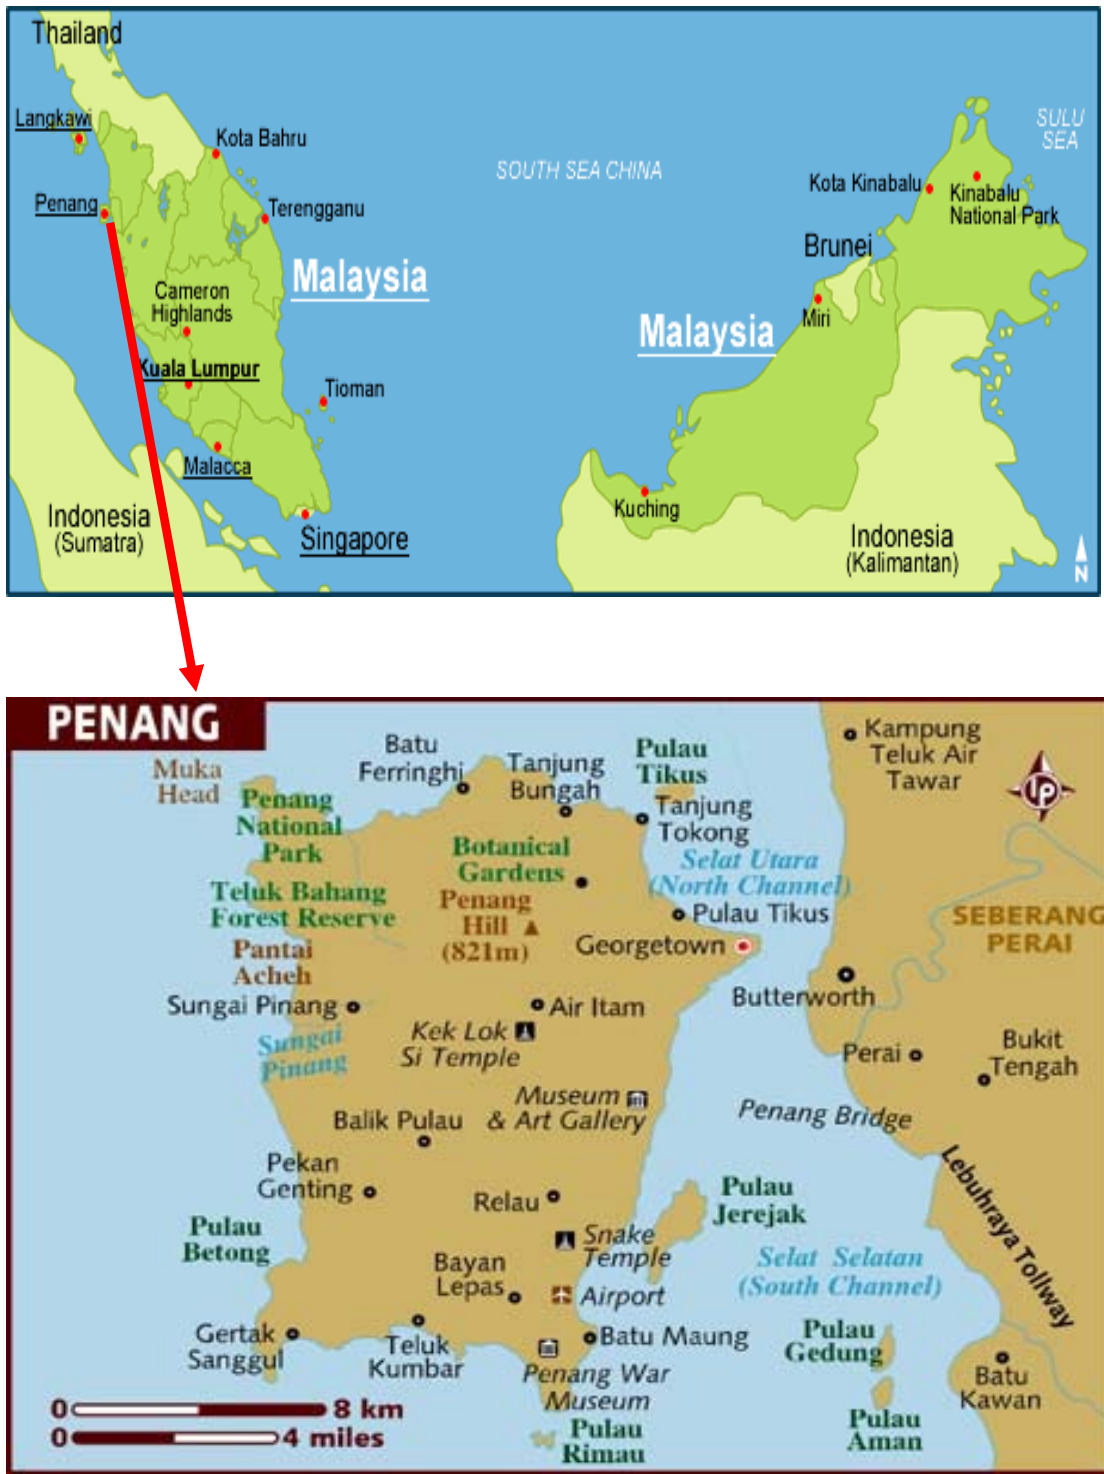 Thailand
Langkawi
Kota Bahru
SULU
SEA
SOUTH SEA CHINA
Kota Kinabalu
Kinabalu
National Park
Penang
Terengganu
Brunei
Malaysia
Cameron
Highlands
Miri
Malaysia
Kuala Lumpur
Tioman
Malacca
Kuching
Indonesia
(Sumatra)
Singapore
Indonesia
(Kalimantan)
N
PENANG
Muka
Head
Batu
Ferringhi
Tanjung
Bungah
Pulau
Tikus
Kampung
Teluk Air
Tawar
LP
Penang
National
Park
Tanjung
Tokong
Botanical
Gardens
Selat Utara
(North Channel)
Teluk Bahang
Forest Reserve
Penang
Hill
(821m)
Pulau Tikus
SEBERANG
PERAI
Pantai
Acheh
Georgetown
Butterworth
Sungai Pinang
Air Itam
Sungai
Pinang
Kek Lok
Si Temple
Perai
Bukit
Tengah
Museum
& Art Gallery
Penang Bridge
Balik Pulau
Lebuhraya Tollway
Pekan
Genting
Relau
Pulau
Jerejak
Pulau
Betong
Snake
Temple
Selat Selatan
(South Channel)
Bayan
Lepas
Airport
Gertak
Sanggul
Teluk
Kumbar
Batu Maung
Pulau
Gedung
Penang War
Museum
Batu
Kawan
0 8 km
0 4 miles
Pulau
Rimau
Pulau
Aman